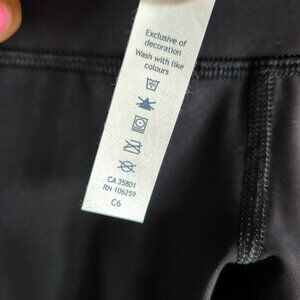 Exclusive of
decoration
Wash with like
colours
CA 35801
RN 106259
C6